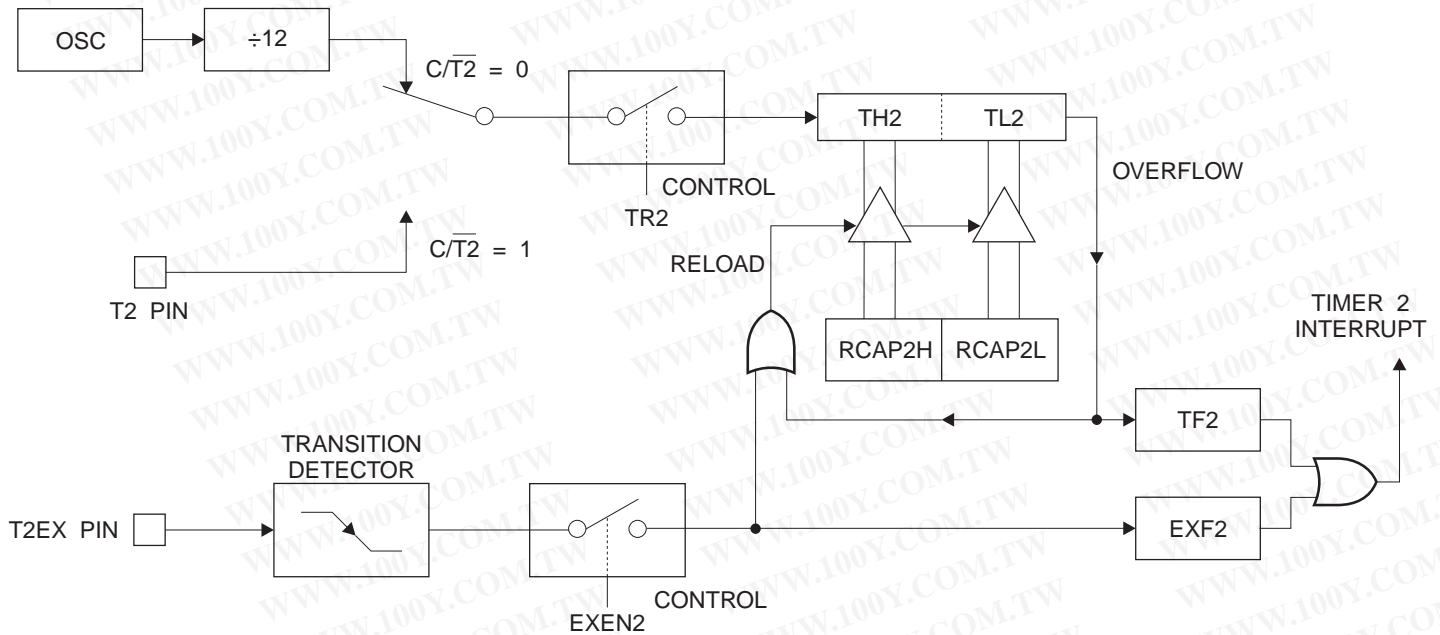 OSC
÷12
C/T2 = 0
TH2
TL2
OVERFLOW
CONTROL
TR2
C/T2 = 1
T2 PIN
RELOAD
RCAP2H
RCAP2L
TIMER 2
INTERRUPT
TF2
TRANSITION
DETECTOR
T2EX PIN
EXF2
CONTROL
EXEN2
WWW.100Y.COM.TW